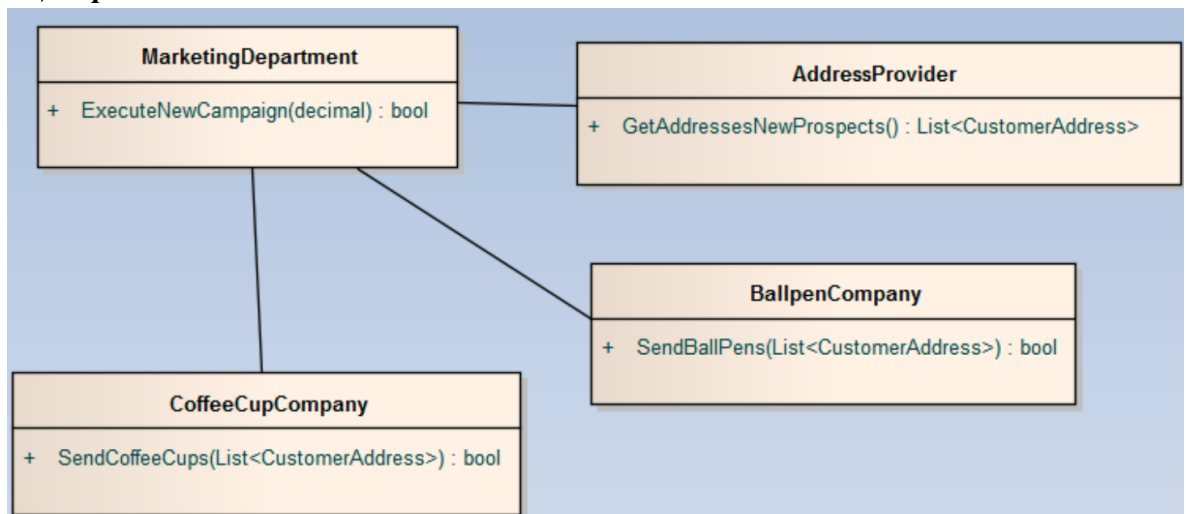 MarketingDepartment
+ ExecuteNewCampaign(decimal) : bool
AddressProvider
+ GetAddressesNewProspects() : List<CustomerAddress>
BallpenCompany
+ SendBallPens(List<CustomerAddress>) : bool
CoffeeCupCompany
+ SendCoffeeCups(List<CustomerAddress>) : bool